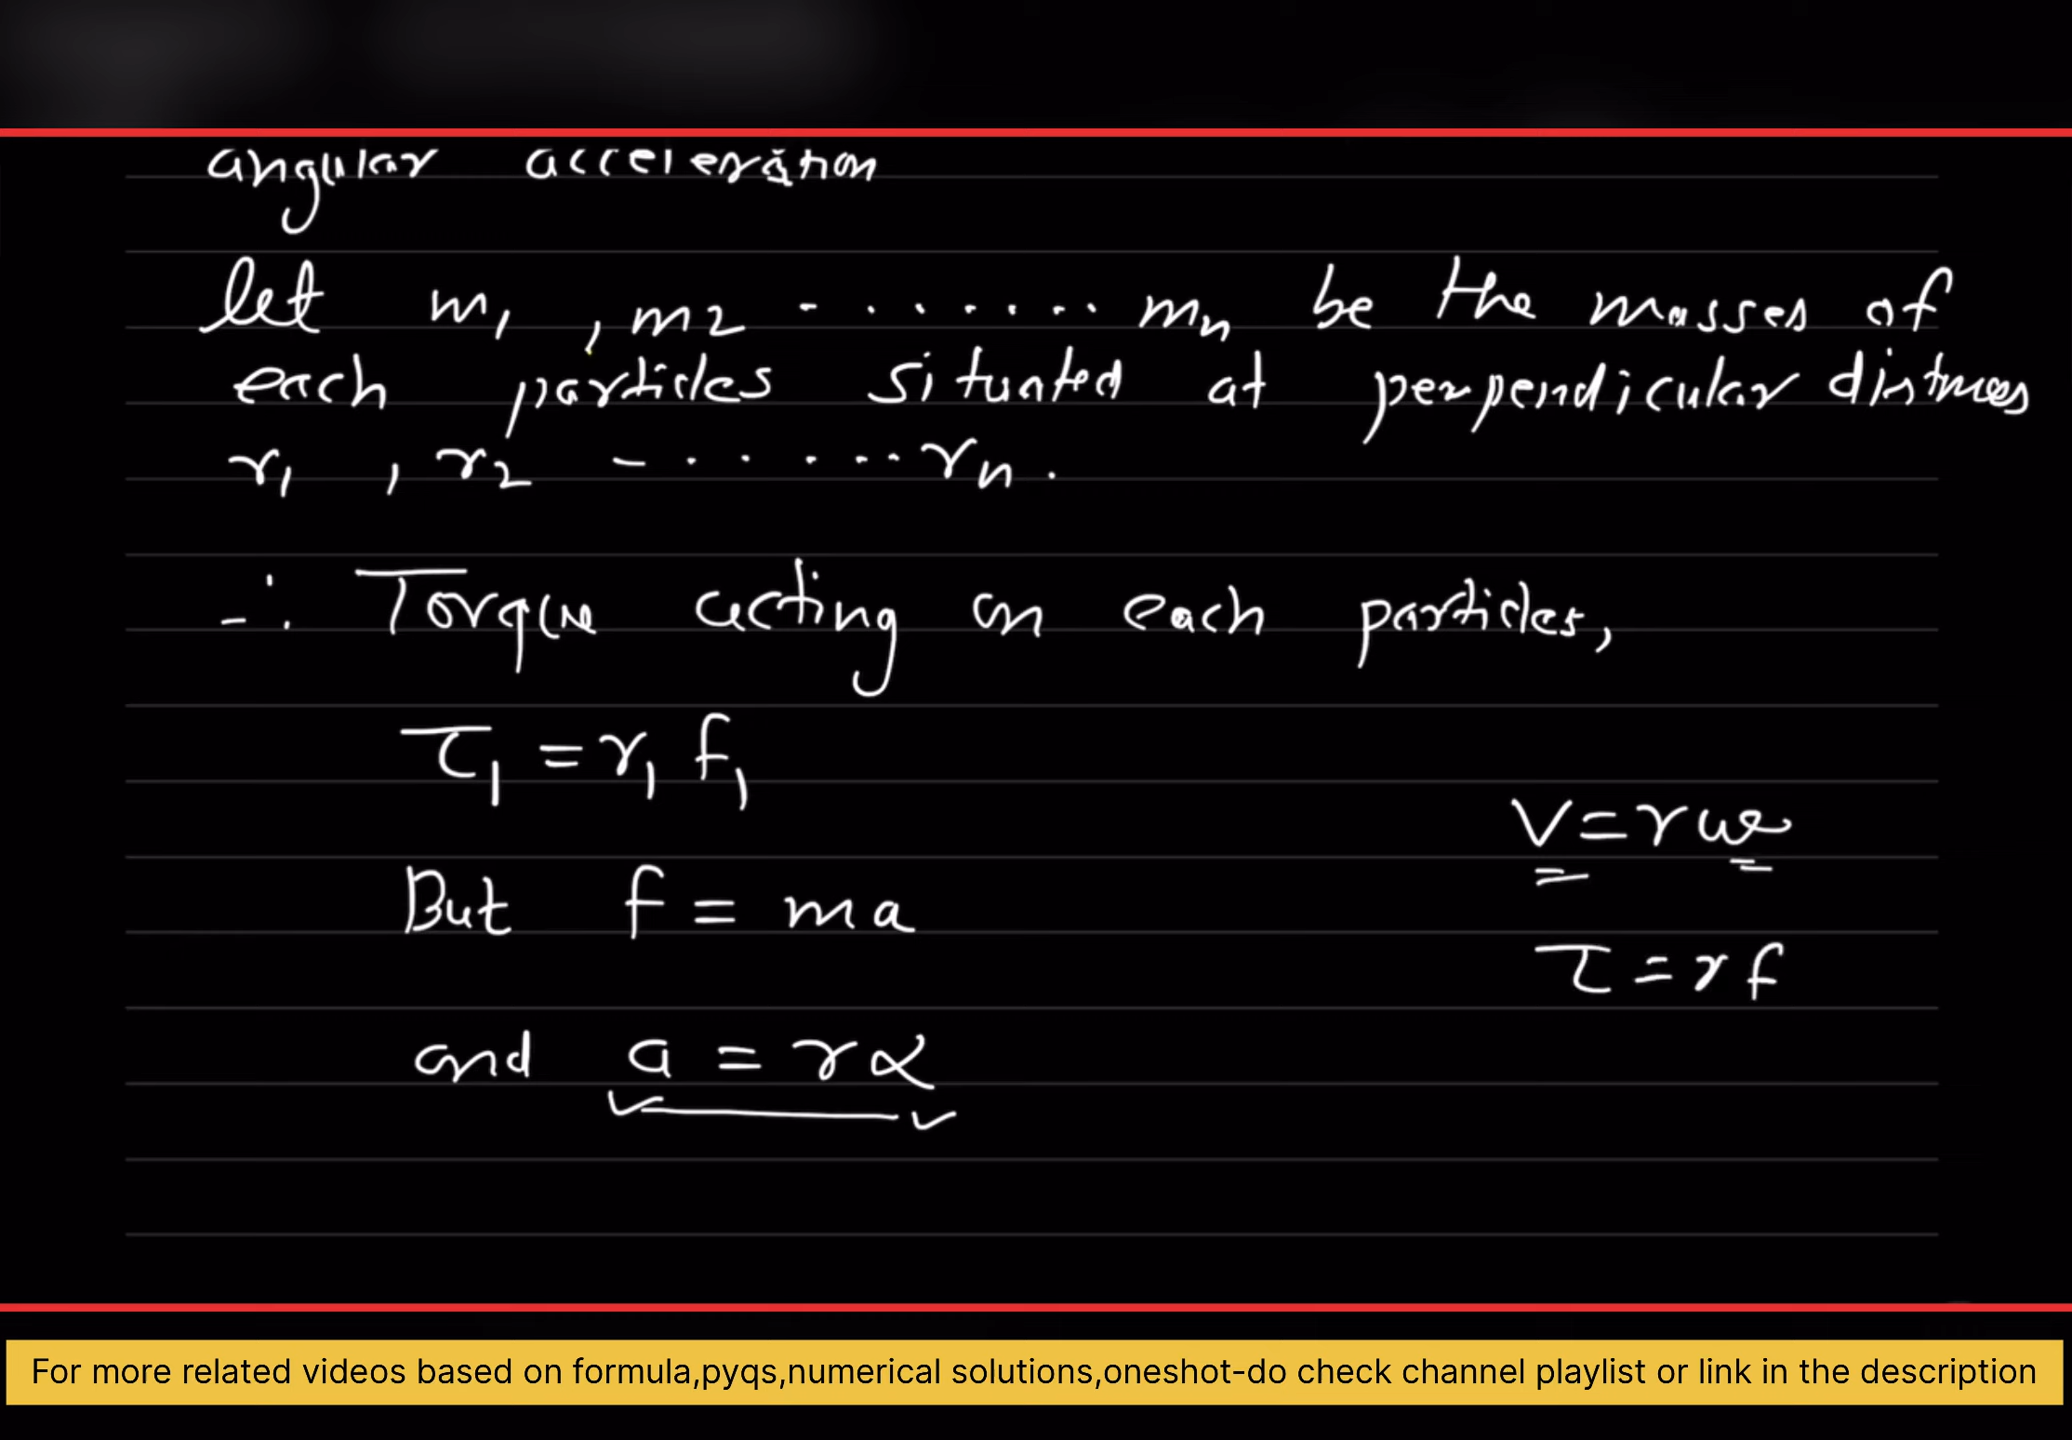 angular acceleration
let m1 , m2 - ....... mn be the masses of
each particles situated at perpendicular distances
r1 , r2 - ....... rn .
∴ Torque acting on each particles,
τ1 = r1 f1
v = rω
But f = ma
τ = rf
and a = rα
For more related videos based on formula,pyqs,numerical solutions,oneshot-do check channel playlist or link in the description